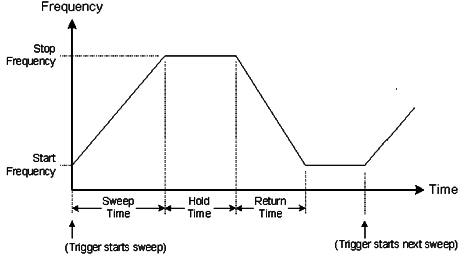 Frequency
Stop
Frequency
Start
Frequency
Time
Sweep
Time
Hold
Time
Return
Time
(Trigger starts sweep)
(Trigger starts next sweep)